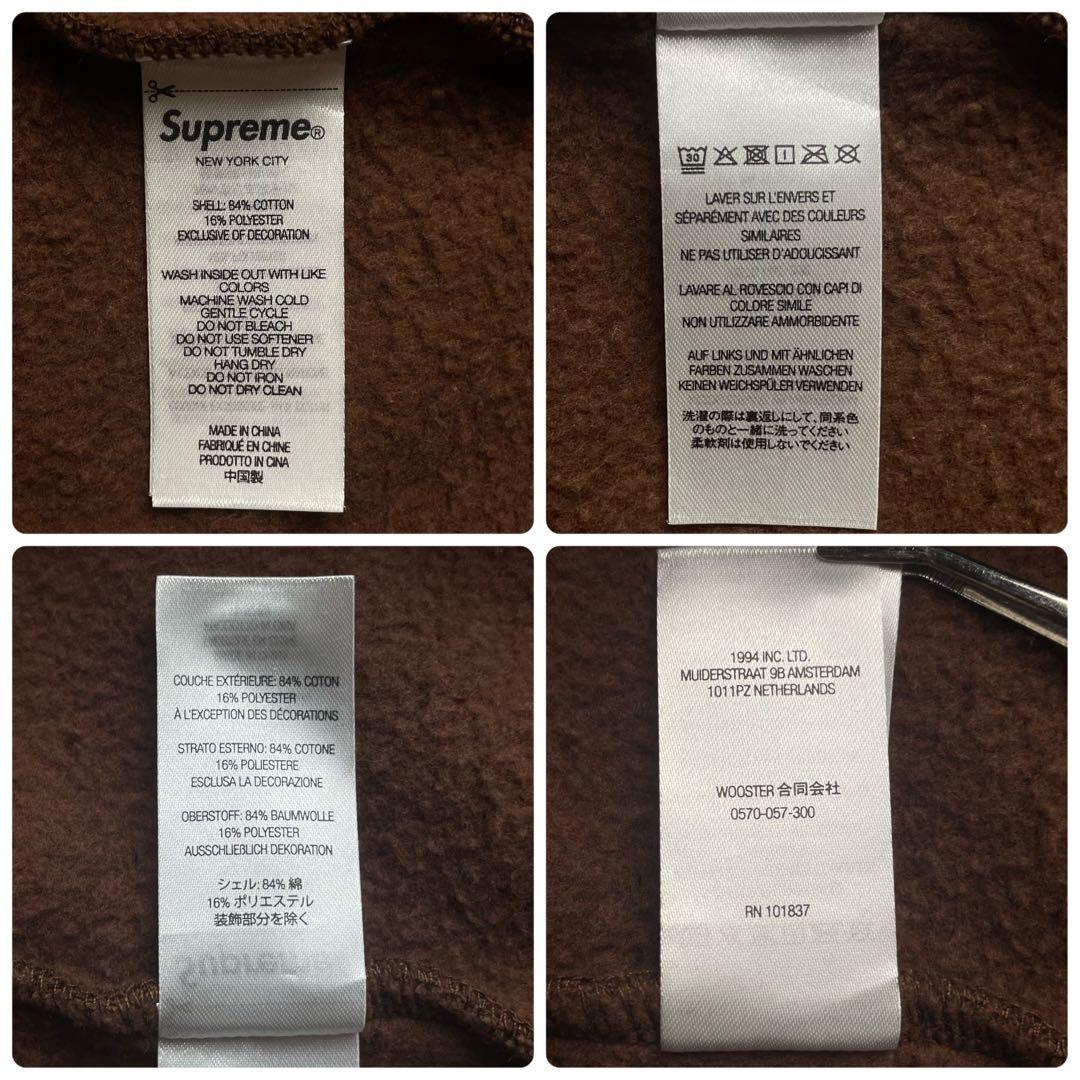 Supreme®
NEW YORK CITY
SHELL: 84% COTTON
16% POLYESTER
EXCLUSIVE OF DECORATION
WASH INSIDE OUT WITH LIKE
COLORS
MACHINE WASH COLD
GENTLE CYCLE
DO NOT BLEACH
DO NOT USE SOFTENER
DO NOT TUMBLE DRY
HANG DRY
DO NOT IRON
DO NOT DRY CLEAN
MADE IN CHINA
FABRIQUÉ EN CHINE
PRODOTTO IN CINA
中国製
30
LAVER SUR L'ENVERS ET
SÉPARÉMENT AVEC DES COULEURS
SIMILAIRES
NE PAS UTILISER D'ADOUCISSANT
LAVARE AL ROVESCIO CON CAPI DI
COLORE SIMILE
NON UTILIZZARE AMMORBIDENTE
AUF LINKS UND MIT ÄHNLICHEN
FARBEN ZUSAMMEN WASCHEN
KEINEN WEICHSPÜLER VERWENDEN
洗濯の際は裏返しにして、同系色
のものと一緒に洗ってください
柔軟剤は使用しないでください
COUCHE EXTÉRIEURE: 84% COTON
16% POLYESTER
À L'EXCEPTION DES DÉCORATIONS
STRATO ESTERNO: 84% COTONE
16% POLIESTERE
ESCLUSA LA DECORAZIONE
OBERSTOFF: 84% BAUMWOLLE
16% POLYESTER
AUSSCHLIEßLICH DEKORATION
シェル: 84% 綿
16% ポリエステル
装飾部分を除く
1994 INC. LTD.
MUIDERSTRAAT 9B AMSTERDAM
1011PZ NETHERLANDS
WOOSTER 合同会社
0570-057-300
RN 101837